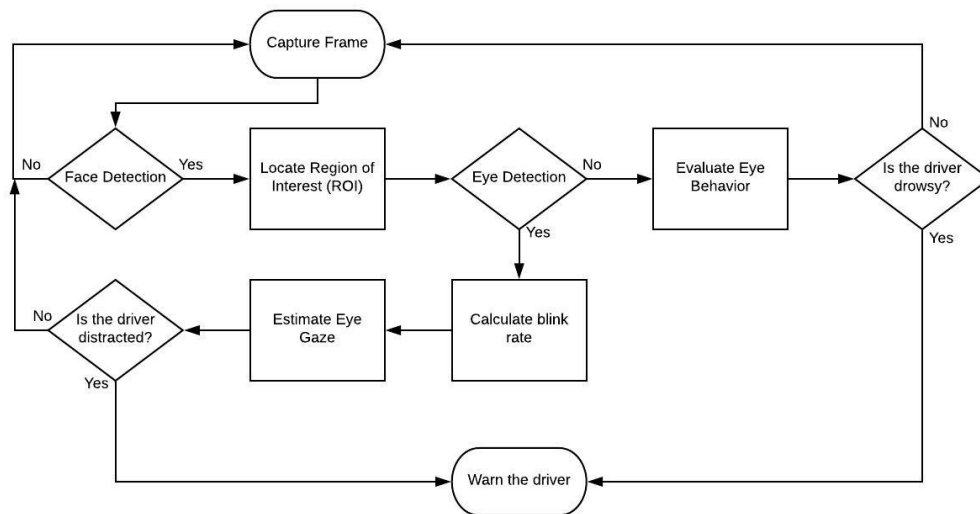 Capture Frame
No
No
Face Detection
Yes
Locate Region of
Interest (ROI)
Eye Detection
No
Evaluate Eye
Behavior
Is the driver
drowsy?
Yes
Yes
No
Is the driver
distracted?
Estimate Eye
Gaze
Calculate blink
rate
Yes
Warn the driver